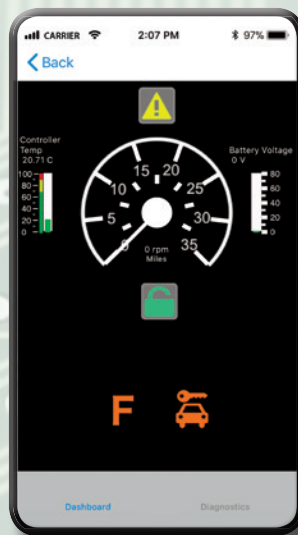 CARRIER 2:07 PM 97%
Back
Controller
Temp
20.71 C
100
80
60
40
20
0
Battery Voltage
0 V
80
60
40
20
0
0 5 10 15 20 25 30 35
0 rpm
Miles
F
Dashboard Diagnostics